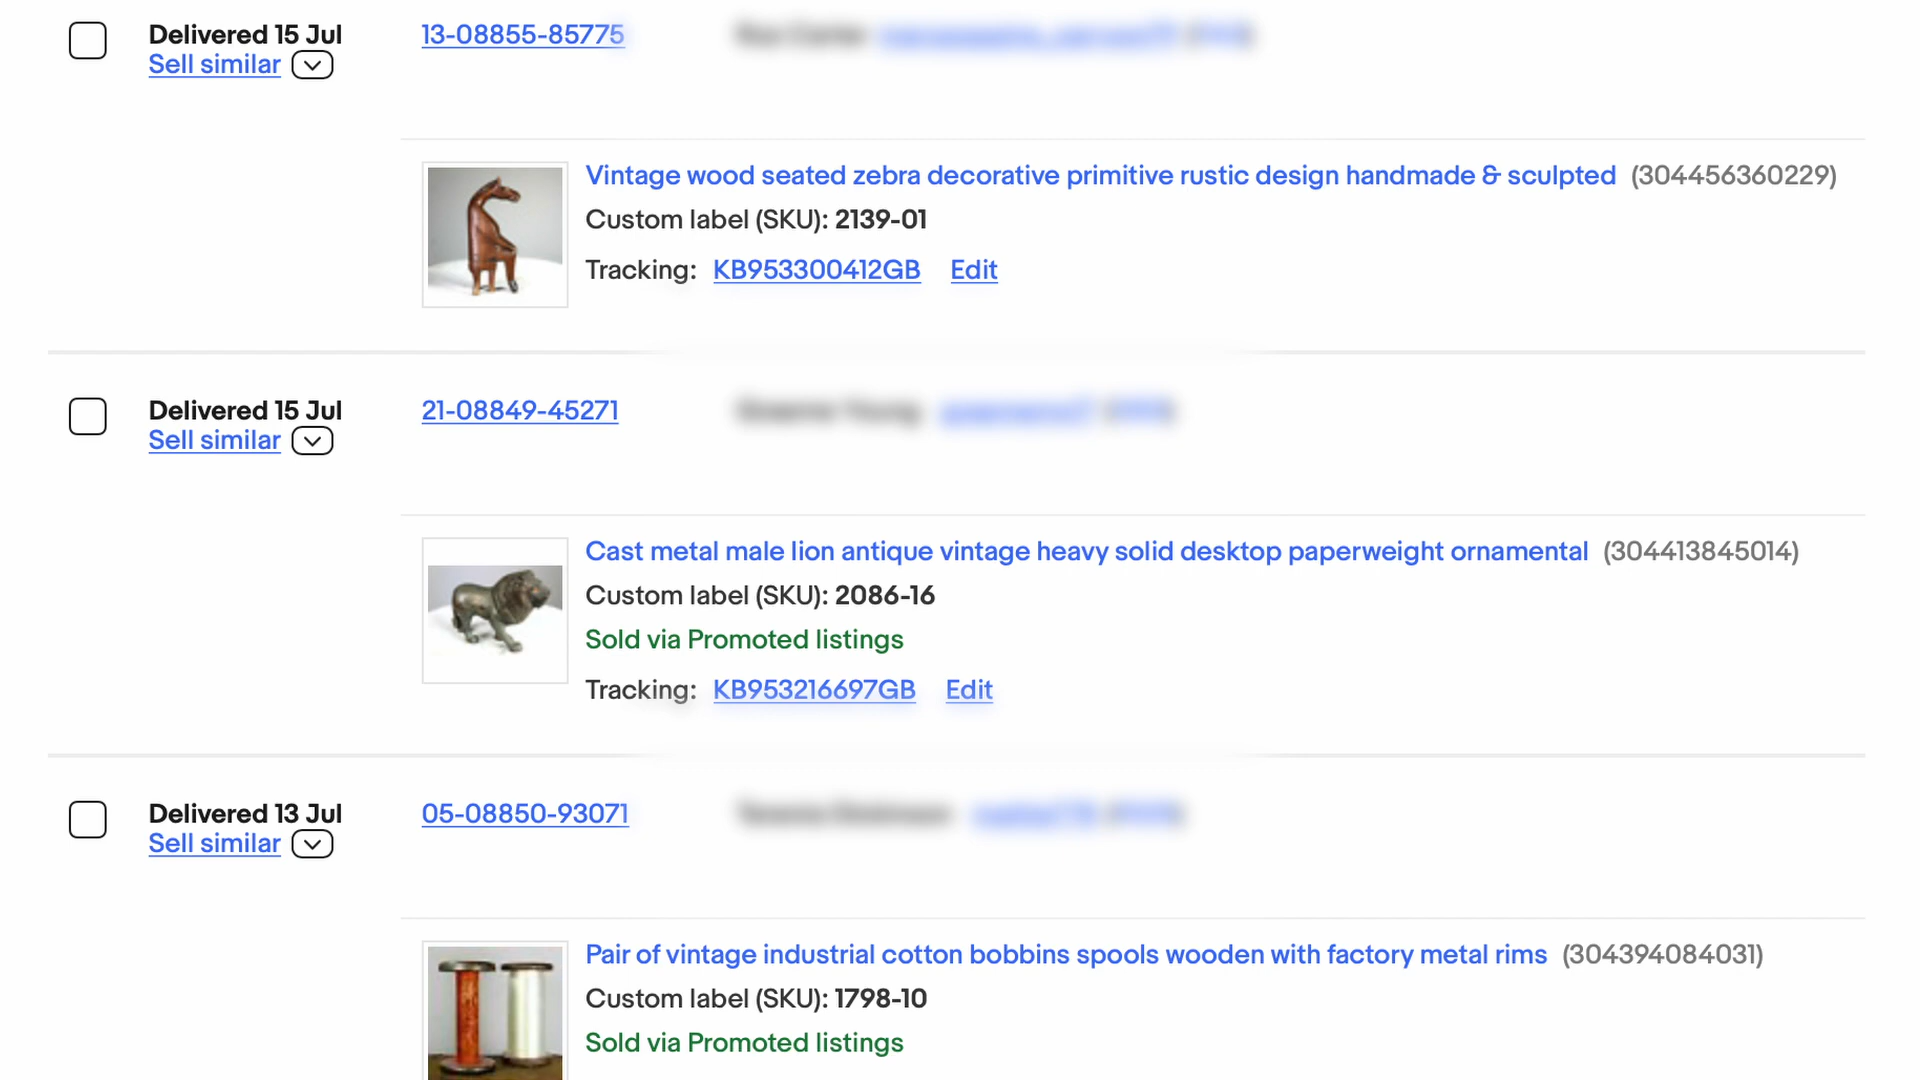 Delivered 15 Jul
13-08855-85775
Sell similar
Vintage wood seated zebra decorative primitive rustic design handmade & sculpted (304456360229)
Custom label (SKU): 2139-01
Tracking: KB953300412GB Edit
Delivered 15 Jul
21-08849-45271
Sell similar
Cast metal male lion antique vintage heavy solid desktop paperweight ornamental (304413845014)
Custom label (SKU): 2086-16
Sold via Promoted listings
Tracking: KB953216697GB Edit
Delivered 13 Jul
05-08850-93071
Sell similar
Pair of vintage industrial cotton bobbins spools wooden with factory metal rims (304394084031)
Custom label (SKU): 1798-10
Sold via Promoted listings